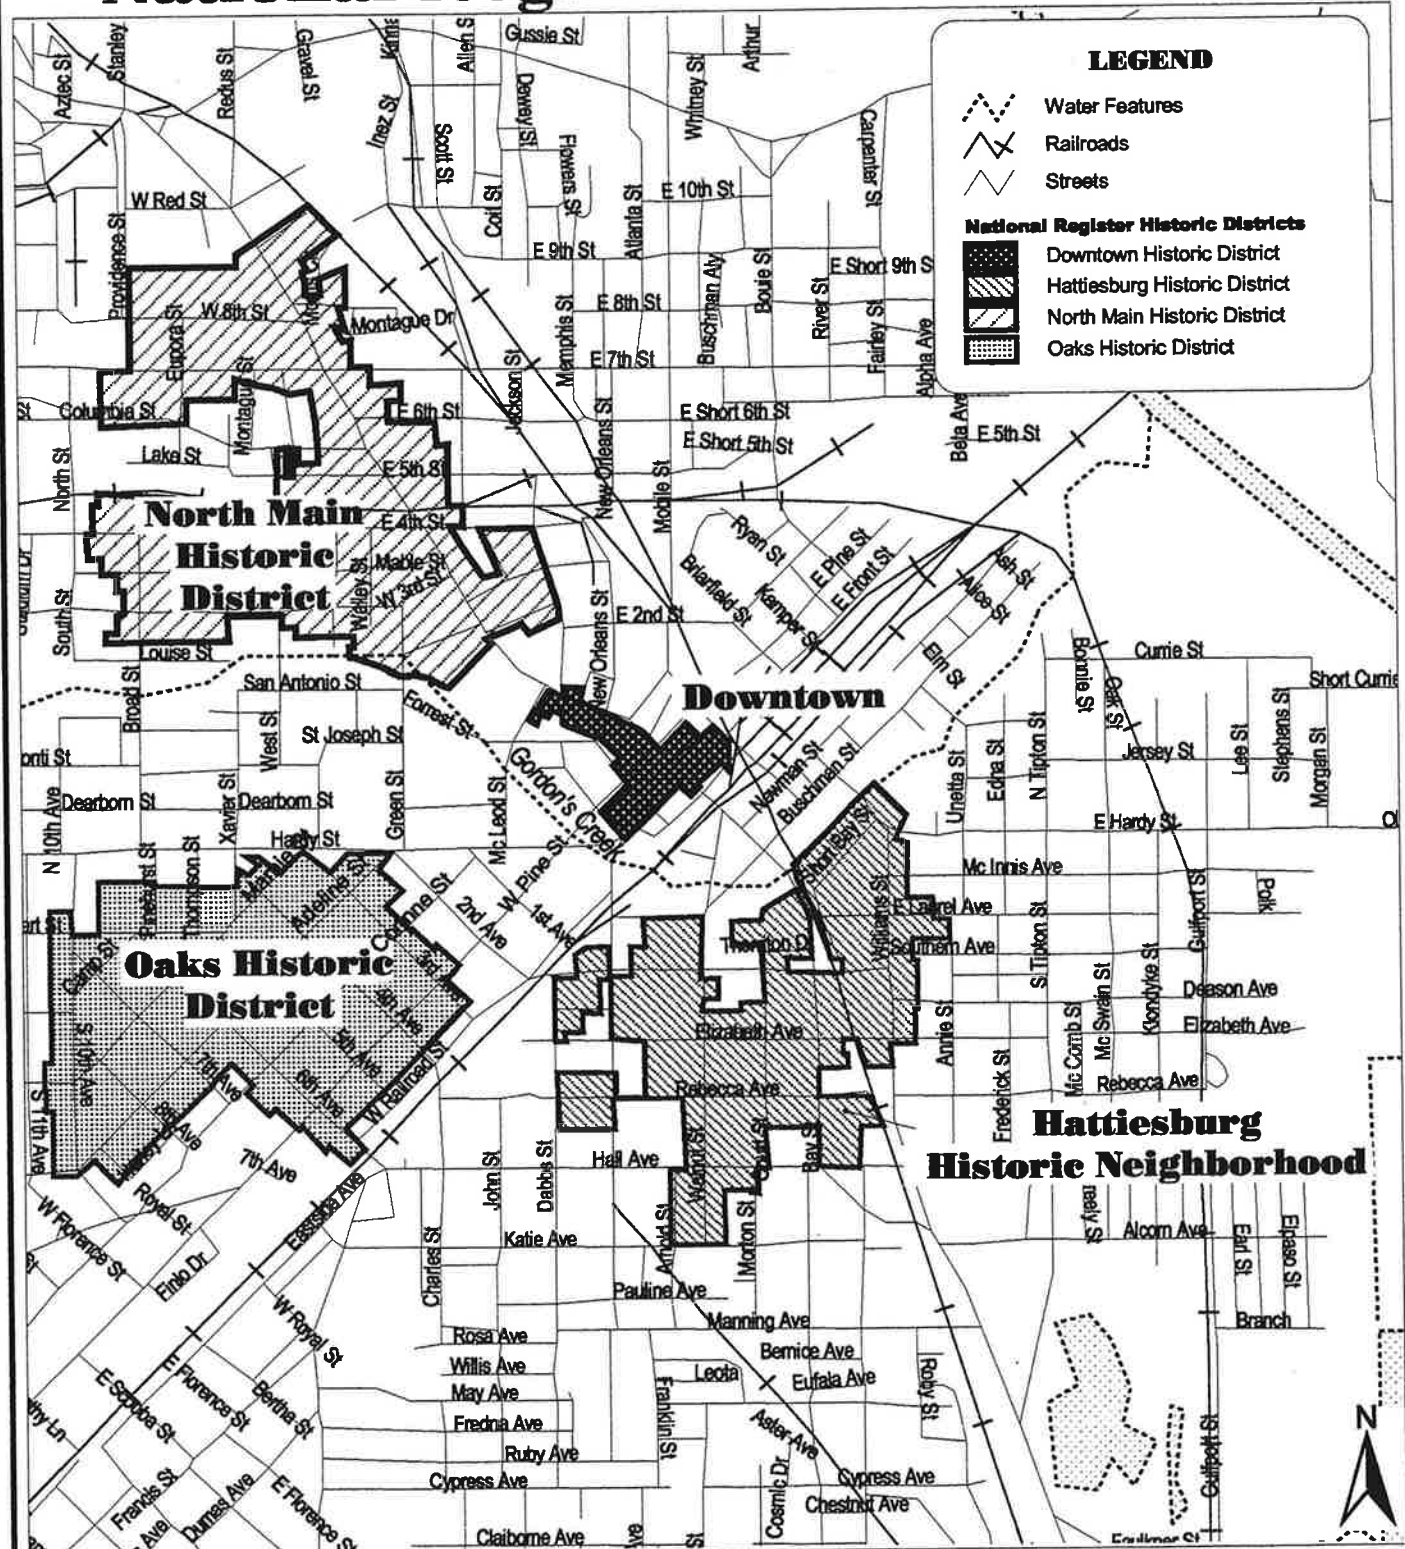 LEGEND
Water Features
Railroads
Streets
National Register Historic Districts
Downtown Historic District
Hattiesburg Historic District
North Main Historic District
Oaks Historic District
Aztec St
Stanley
Redus St
Gravel St
Allen S
Gussie St
Dewey St
Whitney St
Arthur
Inez St
Scott St
Flowers St
Carpenter St
W Red St
Providence St
Coit St
Atlanta St
E 10th St
E 9th St
E Short 9th S
Buschman Aly
Bouie St
River St
Fairley St
Alpha Ave
W 8th St
Eupora St
Montague Dr
Memphis St
E 8th St
E 7th St
Columbia St
Montague St
E 6th St
Jackson St
New Orleans St
E Short 6th St
E Short 5th St
Beta Ave
E 5th St
Lake St
North St
E 5th S
Mobile St
North Main
Historic
District
E 4th St
Mable St
W 3rd St
Walley St
Ryan St
Briarfield St
Kamper St
E Pine St
E Front St
Ash St
Alice St
Elm St
South St
Louise St
New Orleans St
E 2nd St
Downtown
Bonnie St
Oak St
Currie St
Short Currie
Broad St
San Antonio St
Forrest St
West St
St Joseph St
Gordon's Creek
Newman St
Buschman St
Unetta St
Edna St
N Tipton St
Jersey St
Lee St
Stephens St
Morgan St
onti St
N 10th Ave
Dearborn St
Xavier St
Dearborn St
Green St
Mc Leod St
Hardy St
E Hardy St
Short Bay St
Mc Innis Ave
Thompson St
Adeline St
Corinne St
2nd Ave
W Pine St
1st Ave
Williams St
E Laurel Ave
Southern Ave
Thornton D
S Tipton St
Gulfport St
Polk
Oaks Historic
District
Camp St
3rd Ave
4th Ave
5th Ave
6th Ave
7th Ave
8th Ave
S 10th Ave
S 11th Ave
W Railroad St
Elizabeth Ave
Annie St
Mc Swain St
Klondyke St
Deason Ave
Elizabeth Ave
Rebecca Ave
Frederick St
Mc Comb St
Rebecca Ave
Hattiesburg
Historic Neighborhood
7th Ave
Royal St
W Florence St
Finlo Dr
Eastside Ave
John St
Dabbs St
Hall Ave
Walnut St
Court St
Bay S
Charles St
Katie Ave
Arnold St
Morton St
reely St
Alcorn Ave
Earl St
Elpaso St
Pauline Ave
Manning Ave
Branch
W Royal St
Rosa Ave
Willis Ave
May Ave
Fredna Ave
Ruby Ave
Cypress Ave
Franklin St
Leota
Bernice Ave
Eufala Ave
Roby St
Aster Ave
Cosmic Dr
Cypress Ave
Chestnut Ave
E Scooba St
E Florence St
Bertha St
thy Ln
Francis St
Dumas Ave
E Florence St
Claiborne Ave
Gulfport St
N